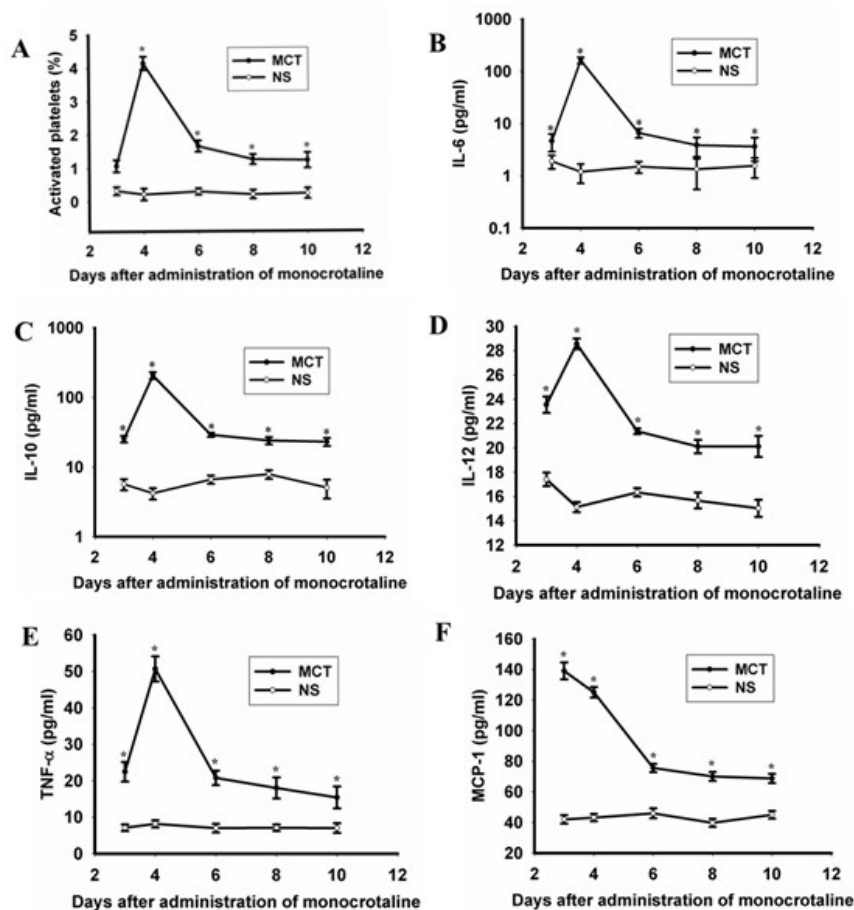 A
Activated platelets (%)
5
4
3
2
1
0
*
*
*
*
MCT
NS
2 4 6 8 10 12
Days after administration of monocrotaline
B
IL-6 (pg/ml)
1000
100
10
1
0.1
*
*
*
*
*
MCT
NS
2 4 6 8 10 12
Days after administration of monocrotaline
C
IL-10 (pg/ml)
1000
100
10
1
*
*
*
*
*
MCT
NS
2 4 6 8 10 12
Days after administration of monocrotaline
D
IL-12 (pg/ml)
30
28
26
24
22
20
18
16
14
12
*
*
*
*
*
MCT
NS
2 4 6 8 10 12
Days after administration of monocrotaline
E
TNF-α (pg/ml)
60
50
40
30
20
10
0
*
*
*
*
*
MCT
NS
2 4 6 8 10 12
Days after administration of monocrotaline
F
MCP-1 (pg/ml)
160
140
120
100
80
60
40
20
*
*
*
*
*
MCT
NS
2 4 6 8 10 12
Days after administration of monocrotaline